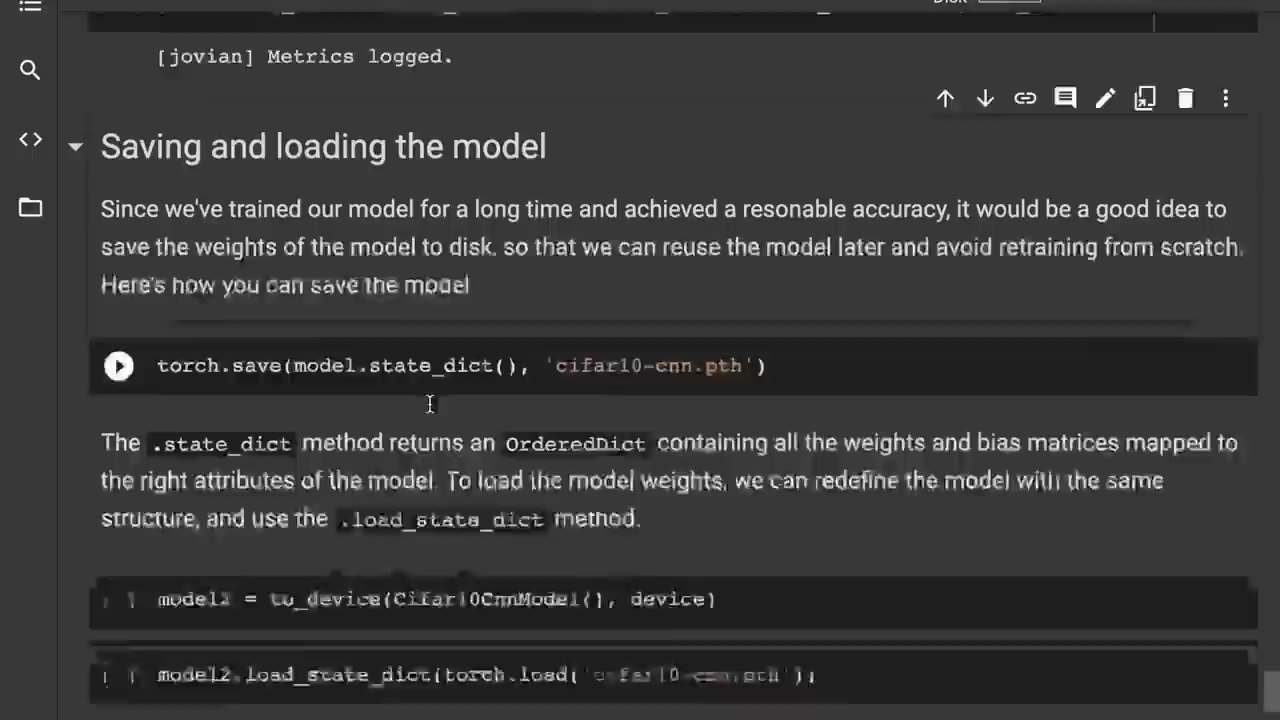 [jovian] Metrics logged.
Saving and loading the model
Since we've trained our model for a long time and achieved a resonable accuracy, it would be a good idea to
save the weights of the model to disk, so that we can reuse the model later and avoid retraining from scratch.
Here's how you can save the model
torch.save(model.state_dict(), 'cifar10-cnn.pth')
The .state_dict method returns an OrderedDict containing all the weights and bias matrices mapped to
the right attributes of the model. To load the model weights, we can redefine the model with the same
structure, and use the .load_state_dict method.
model2 = to_device(Cifar10CnnModel(), device)
model2.load_state_dict(torch.load('cifar10-cnn.pth'))